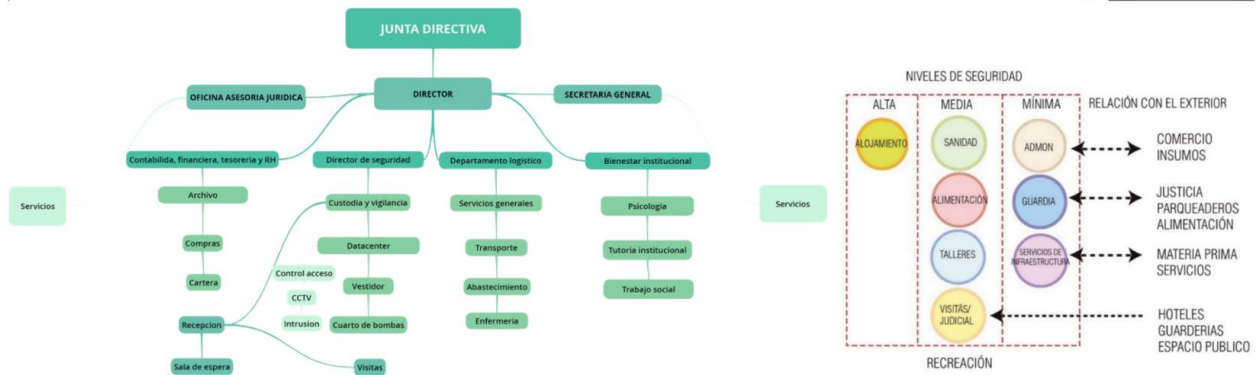 JUNTA DIRECTIVA
OFICINA ASESORIA JURIDICA
DIRECTOR
SECRETARIA GENERAL
Contabilida, financiera, tesoreria y RH
Director de seguridad
Departamento logístico
Bienestar institucional
Servicios
Archivo
Compras
Cartera
Custodia y vigilancia
Datacenter
Control acceso
CCTV
Intrusion
Vestidor
Cuarto de bombas
Recepcion
Sala de espera
Visitas
Servicios generales
Transporte
Abastecimiento
Enfermeria
Psicologia
Tutoria institucional
Trabajo social
Servicios
NIVELES DE SEGURIDAD
ALTA
MEDIA
MÍNIMA
RELACIÓN CON EL EXTERIOR
ALOJAMIENTO
SANIDAD
ADMON
COMERCIO
INSUMOS
ALIMENTACIÓN
GUARDIA
JUSTICIA
PARQUEADEROS
ALIMENTACIÓN
TALLERES
SERVICIOS DE
INFRAESTRUCTURA
MATERIA PRIMA
SERVICIOS
VISITAS/
JUDICIAL
HOTELES
GUARDERIAS
ESPACIO PUBLICO
RECREACIÓN